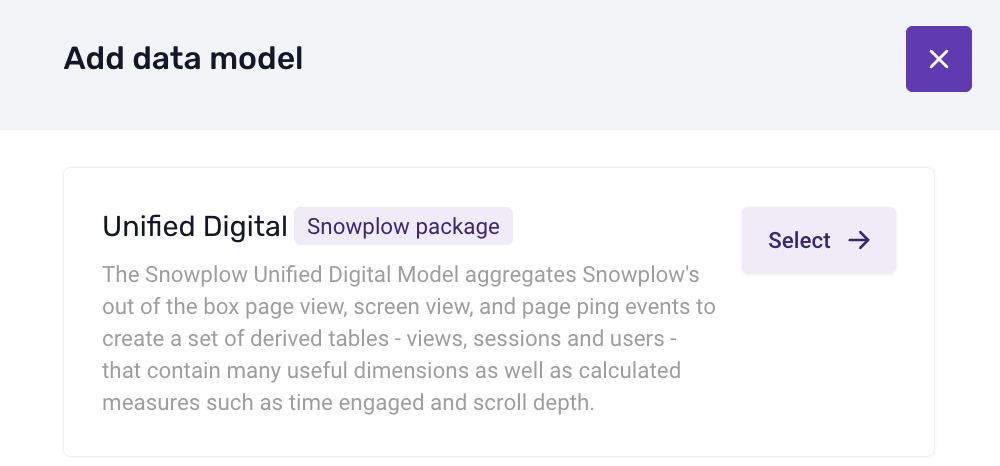 Add data model
Unified Digital Snowplow package
Select
The Snowplow Unified Digital Model aggregates Snowplow's
out of the box page view, screen view, and page ping events to
create a set of derived tables - views, sessions and users -
that contain many useful dimensions as well as calculated
measures such as time engaged and scroll depth.